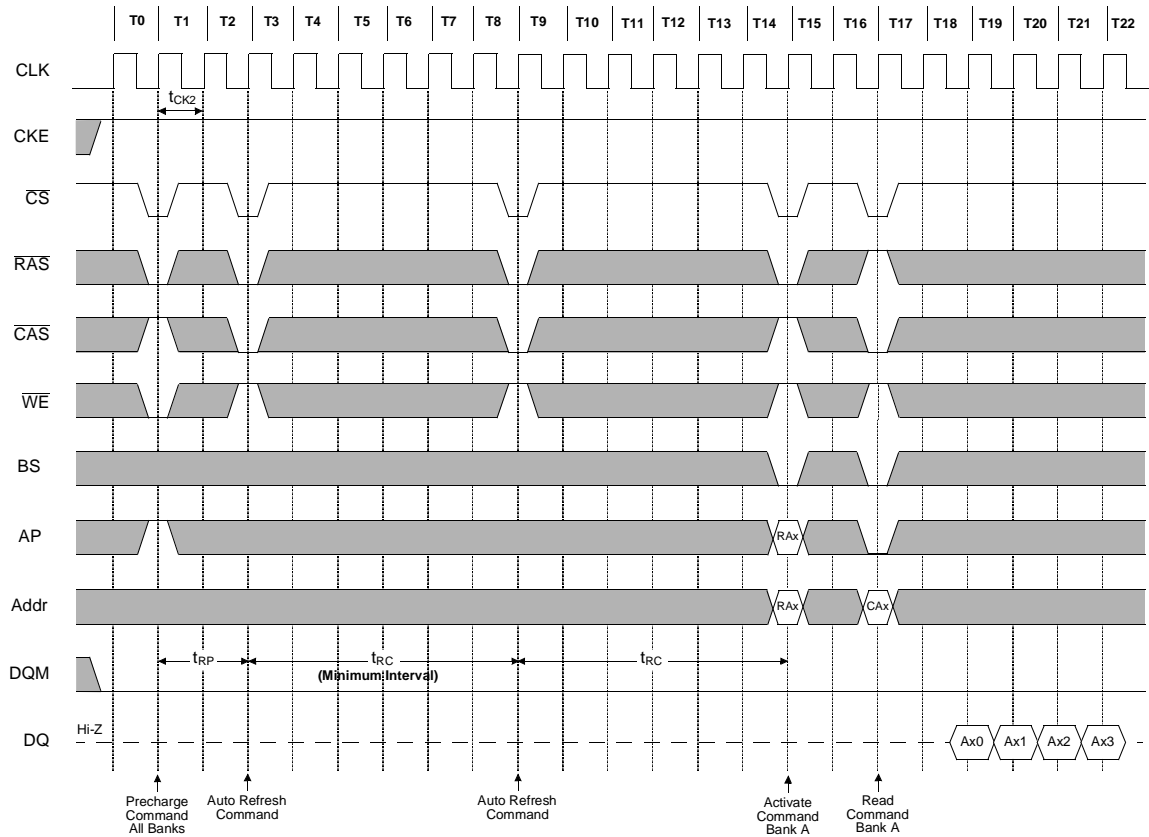 T0 T1 T2 T3 T4 T5 T6 T7 T8 T9 T10 T11 T12 T13 T14 T15 T16 T17 T18 T19 T20 T21 T22
CLK
tCK2
CKE
CS
RAS
CAS
WE
BS
AP
RAx
Addr
RAx CAx
tRP tRC tRC
(Minimum Interval)
DQM
Hi-Z
DQ
Ax0 Ax1 Ax2 Ax3
Precharge
Command
All Banks
Auto Refresh
Command
Auto Refresh
Command
Activate
Command
Bank A
Read
Command
Bank A